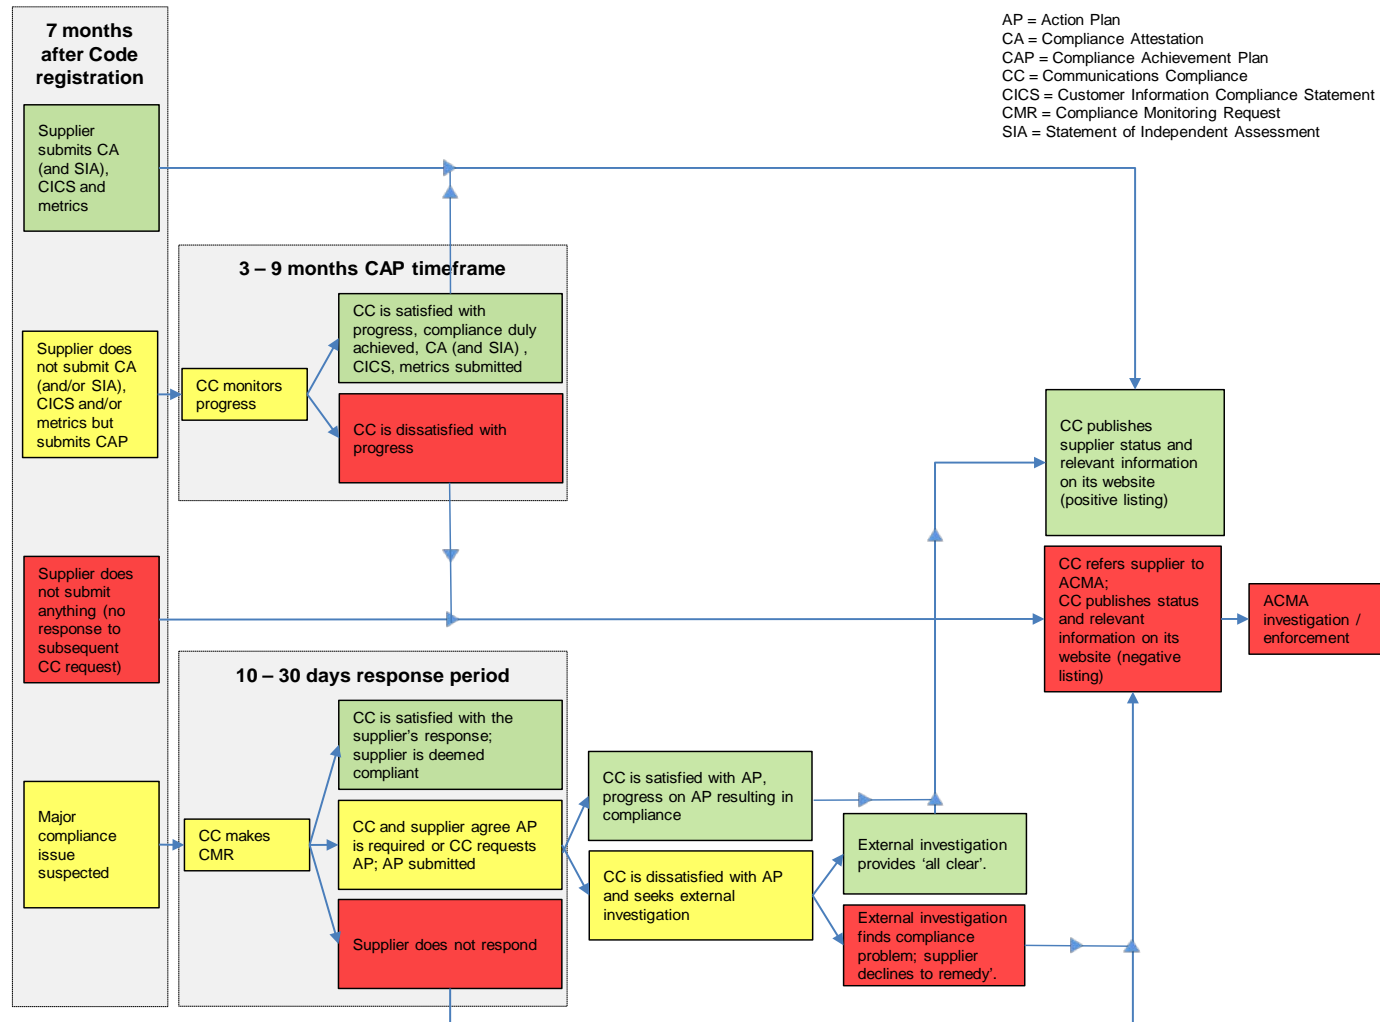 7 months
after Code
registration
AP = Action Plan
CA = Compliance Attestation
CAP = Compliance Achievement Plan
CC = Communications Compliance
CICS = Customer Information Compliance Statement
CMR = Compliance Monitoring Request
SIA = Statement of Independent Assessment
Supplier
submits CA
(and SIA),
CICS and
metrics
3 – 9 months CAP timeframe
Supplier does
not submit CA
(and/or SIA),
CICS and/or
metrics but
submits CAP
CC monitors
progress
CC is satisfied with
progress, compliance duly
achieved, CA (and SIA) ,
CICS, metrics submitted
CC is dissatisfied with
progress
CC publishes
supplier status and
relevant information
on its website
(positive listing)
Supplier does
not submit
anything (no
response to
subsequent
CC request)
CC refers supplier to
ACMA;
CC publishes status
and relevant
information on its
website (negative
listing)
ACMA
investigation /
enforcement
10 – 30 days response period
Major
compliance
issue
suspected
CC makes
CMR
CC is satisfied with the
supplier's response;
supplier is deemed
compliant
CC and supplier agree AP
is required or CC requests
AP; AP submitted
Supplier does not respond
CC is satisfied with AP,
progress on AP resulting in
compliance
CC is dissatisfied with AP
and seeks external
investigation
External investigation
provides ‘all clear’.
External investigation
finds compliance
problem; supplier
declines to remedy’.